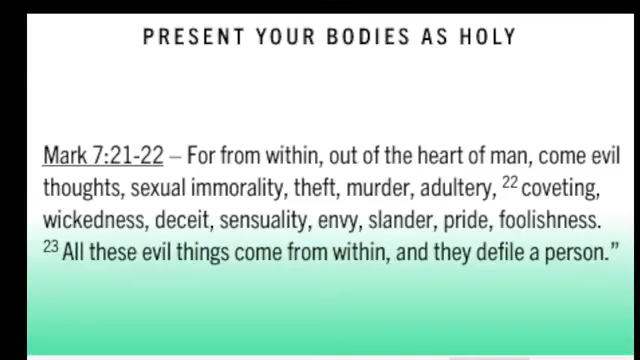 PRESENT YOUR BODIES AS HOLY
Mark 7:21-22 – For from within, out of the heart of man, come evil
thoughts, sexual immorality, theft, murder, adultery, 22 coveting,
wickedness, deceit, sensuality, envy, slander, pride, foolishness.
23 All these evil things come from within, and they defile a person.”